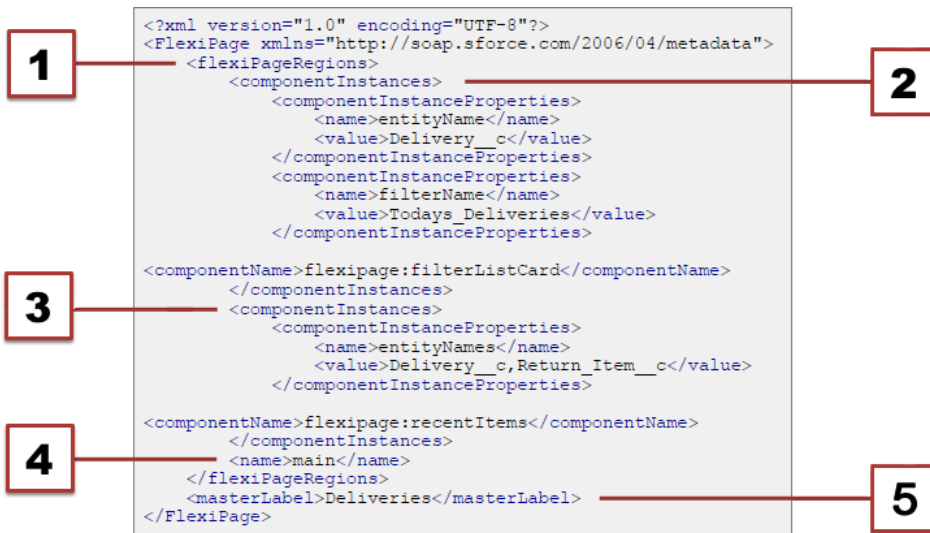 <?xml version="1.0" encoding="UTF-8"?>
<FlexiPage xmlns="http://soap.sforce.com/2006/04/metadata">
1
<flexiPageRegions>
<componentInstances>
2
<componentInstanceProperties>
<name>entityName</name>
<value>Delivery__c</value>
</componentInstanceProperties>
<componentInstanceProperties>
<name>filterName</name>
<value>Todays_Deliveries</value>
</componentInstanceProperties>
<componentName>flexipage:filterListCard</componentName>
</componentInstances>
3
<componentInstances>
<componentInstanceProperties>
<name>entityNames</name>
<value>Delivery__c,Return_Item__c</value>
</componentInstanceProperties>
<componentName>flexipage:recentItems</componentName>
</componentInstances>
4
<name>main</name>
</flexiPageRegions>
<masterLabel>Deliveries</masterLabel>
5
</FlexiPage>